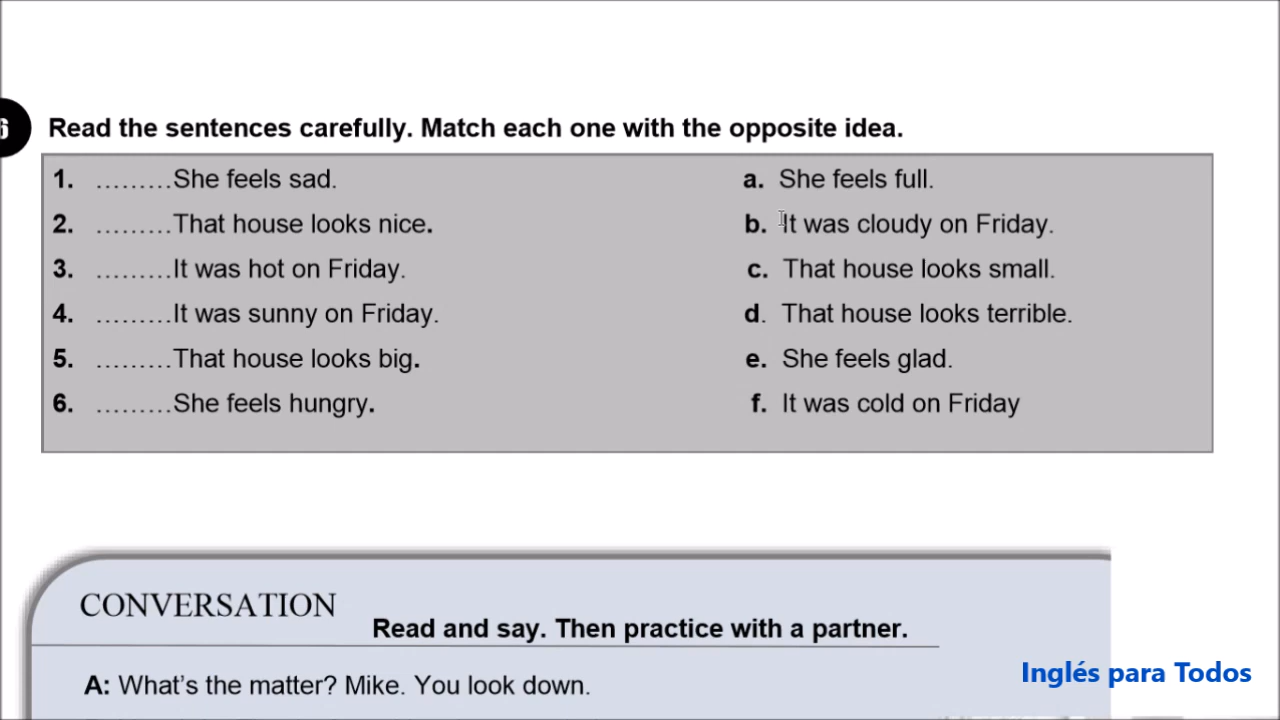 6 Read the sentences carefully. Match each one with the opposite idea.
1. .........She feels sad. a. She feels full.
2. .........That house looks nice. b. It was cloudy on Friday.
3. .........It was hot on Friday. c. That house looks small.
4. .........It was sunny on Friday. d. That house looks terrible.
5. .........That house looks big. e. She feels glad.
6. .........She feels hungry. f. It was cold on Friday
CONVERSATION
Read and say. Then practice with a partner.
A: What’s the matter? Mike. You look down.
Inglés para Todos